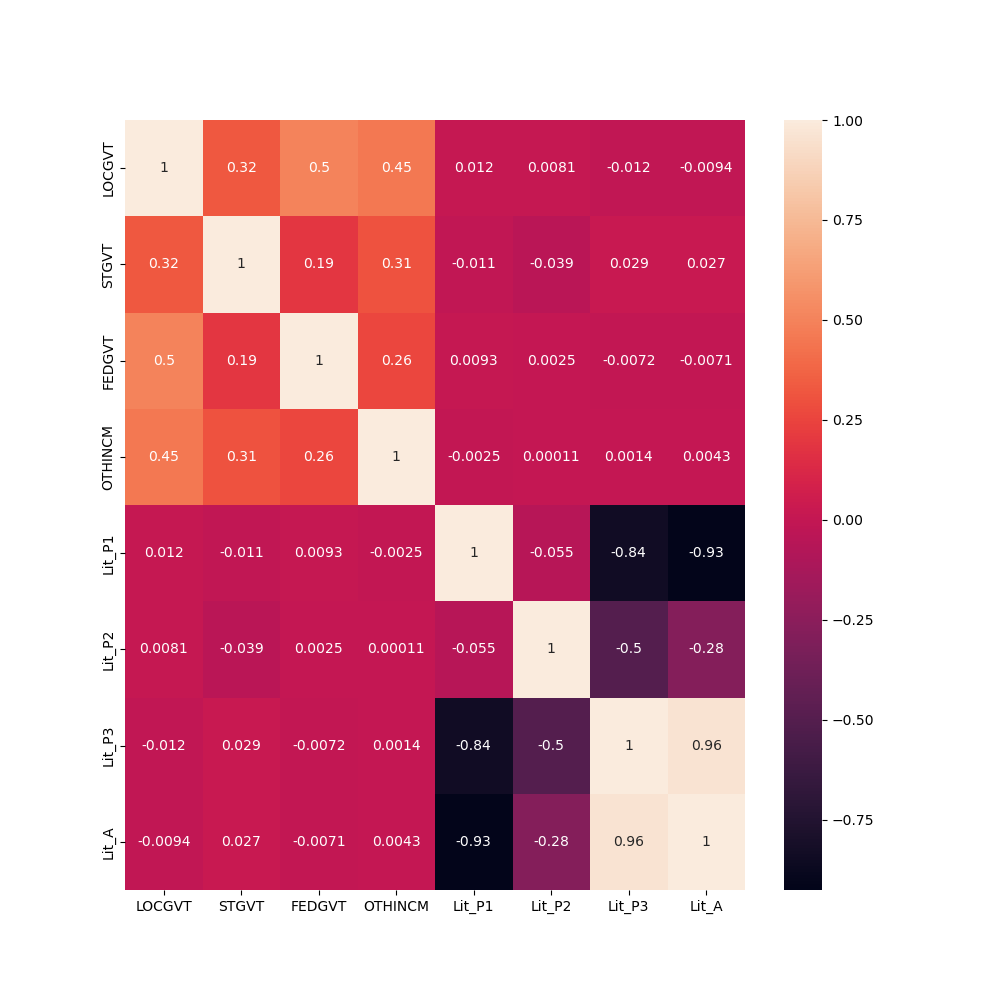 LOCGVT 1 0.32 0.5 0.45 0.012 0.0081 -0.012 -0.0094
STGVT 0.32 1 0.19 0.31 -0.011 -0.039 0.029 0.027
FEDGVT 0.5 0.19 1 0.26 0.0093 0.0025 -0.0072 -0.0071
OTHINCM 0.45 0.31 0.26 1 -0.0025 0.00011 0.0014 0.0043
Lit_P1 0.012 -0.011 0.0093 -0.0025 1 -0.055 -0.84 -0.93
Lit_P2 0.0081 -0.039 0.0025 0.00011 -0.055 1 -0.5 -0.28
Lit_P3 -0.012 0.029 -0.0072 0.0014 -0.84 -0.5 1 0.96
Lit_A -0.0094 0.027 -0.0071 0.0043 -0.93 -0.28 0.96 1
LOCGVT STGVT FEDGVT OTHINCM Lit_P1 Lit_P2 Lit_P3 Lit_A
1.00
0.75
0.50
0.25
0.00
−0.25
−0.50
−0.75